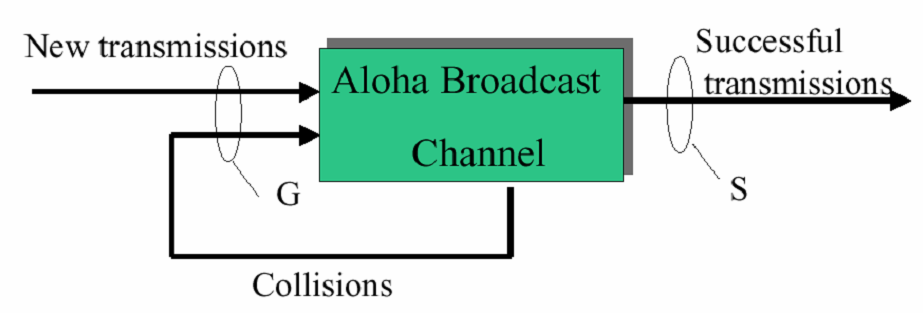 New transmissions
Successful
transmissions
Aloha Broadcast
Channel
G
S
Collisions